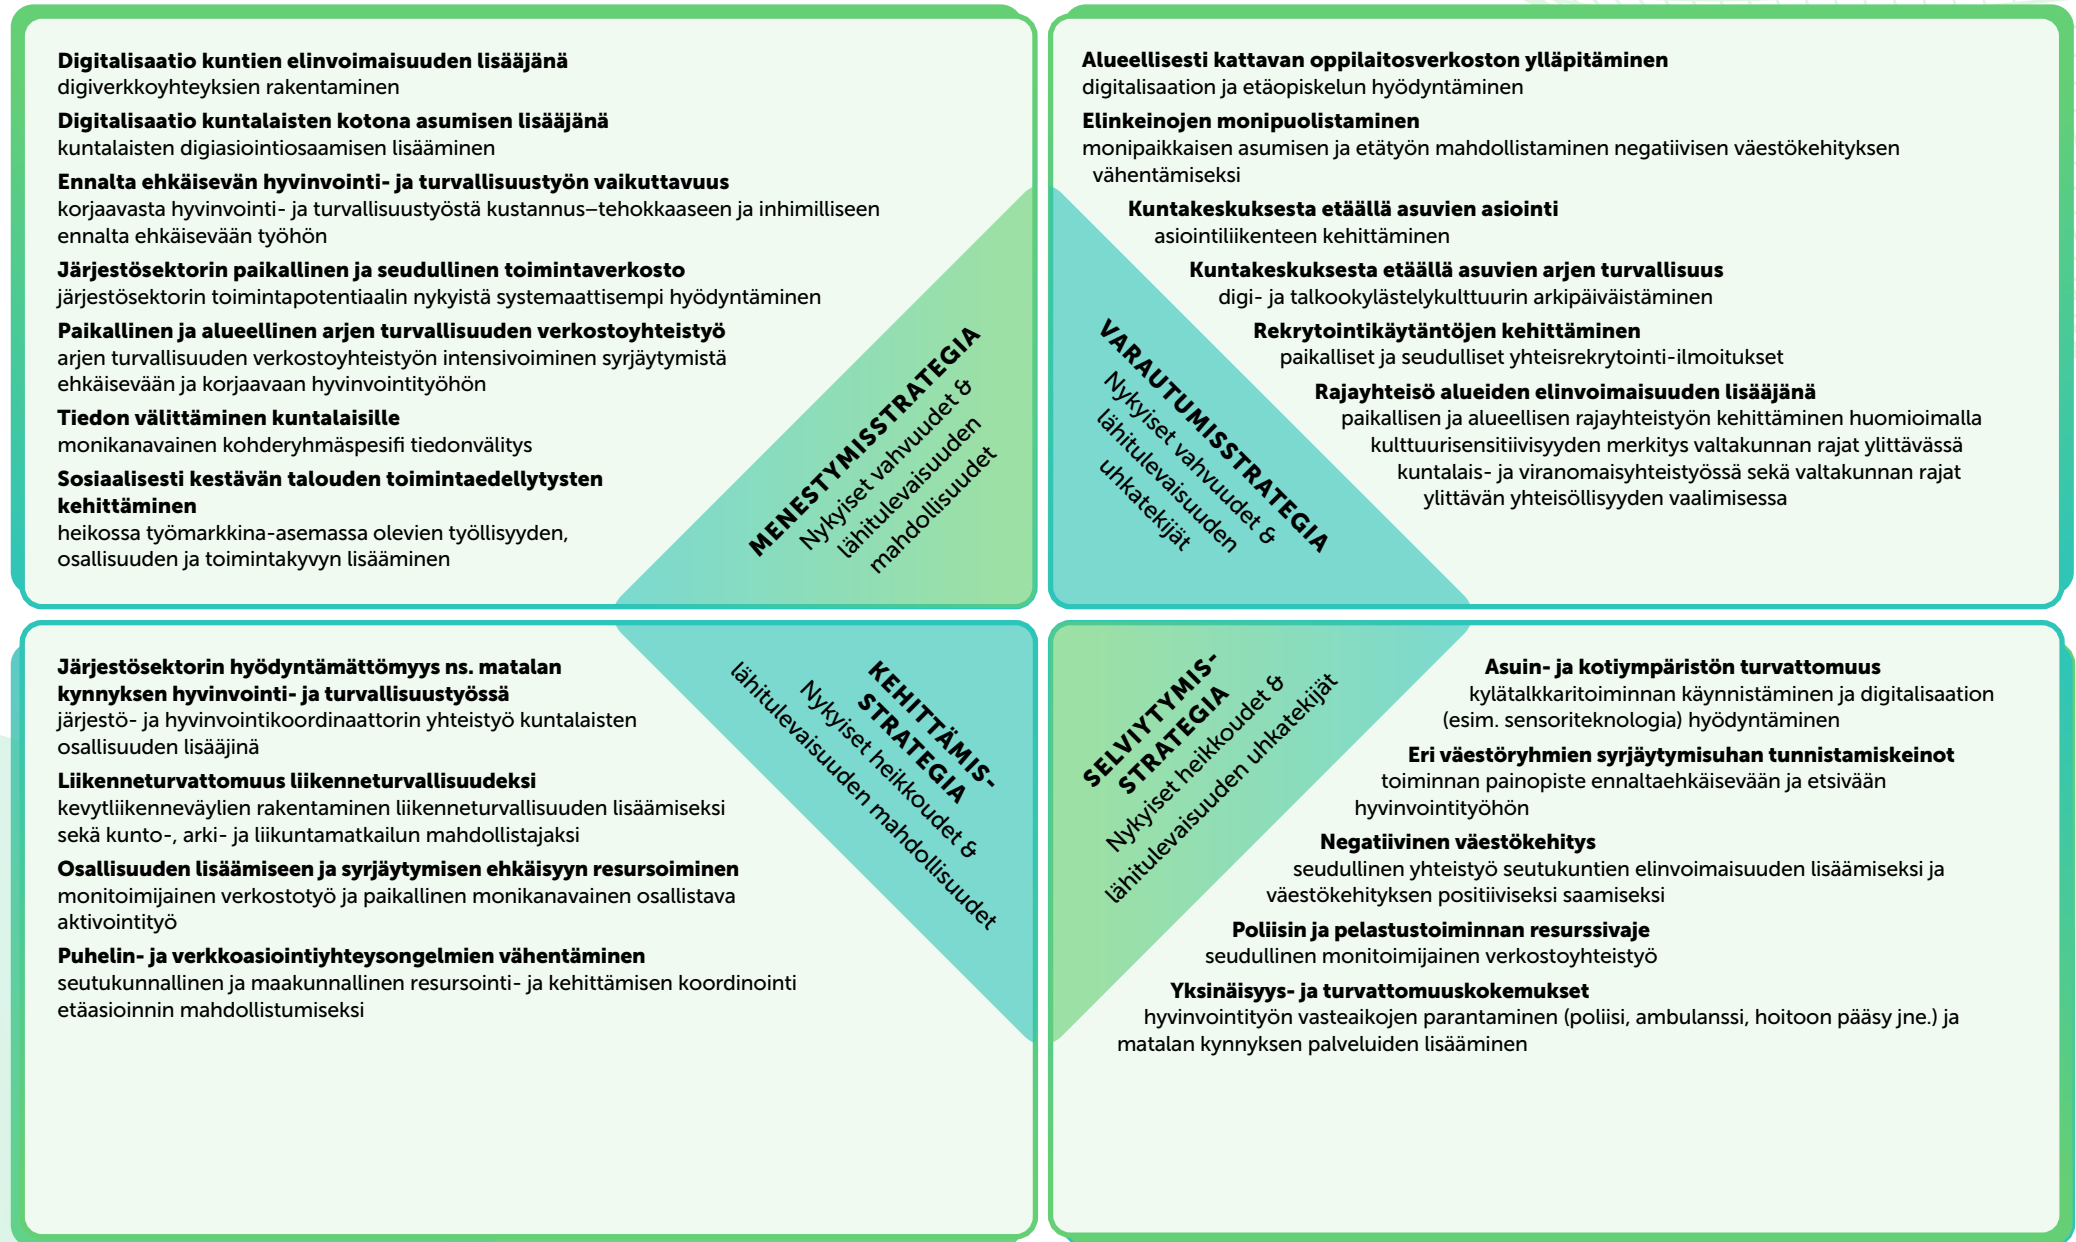 Digitalisaatio kuntien elinvoimaisuuden lisääjänä
digiverkkoyhteyksien rakentaminen
Digitalisaatio kuntalaisten kotona asumisen lisääjänä
kuntalaisten digiasiointiosaamisen lisääminen
Ennalta ehkäisevän hyvinvointi- ja turvallisuustyön vaikuttavuus
korjaavasta hyvinvointi- ja turvallisuustyöstä kustannus–tehokkaaseen ja inhimilliseen
ennalta ehkäisevään työhön
Järjestösektorin paikallinen ja seudullinen toimintaverkosto
järjestösektorin toimintapotentiaalin nykyistä systemaattisempi hyödyntäminen
Paikallinen ja alueellinen arjen turvallisuuden verkostoyhteistyö
arjen turvallisuuden verkostoyhteistyön intensivoiminen syrjäytymistä
ehkäisevään ja korjaavaan hyvinvointityöhön
Tiedon välittäminen kuntalaisille
monikanavainen kohderyhmäspesifi tiedonvälitys
Sosiaalisesti kestävän talouden toimintaedellytysten
kehittäminen
heikossa työmarkkina-asemassa olevien työllisyyden,
osallisuuden ja toimintakyvyn lisääminen
MENESTYMISSTRATEGIA
Nykyiset vahvuudet &
lähitulevaisuuden
mahdollisuudet
Alueellisesti kattavan oppilaitosverkoston ylläpitäminen
digitalisaation ja etäopiskelun hyödyntäminen
Elinkeinojen monipuolistaminen
monipaikkaisen asumisen ja etätyön mahdollistaminen negatiivisen väestökehityksen
vähentämiseksi
Kuntakeskuksesta etäällä asuvien asiointi
asiointiliikenteen kehittäminen
Kuntakeskuksesta etäällä asuvien arjen turvallisuus
digi- ja talkookylästelykulttuurin arkipäiväistäminen
Rekrytointikäytäntöjen kehittäminen
paikalliset ja seudulliset yhteisrekrytointi-ilmoitukset
Rajayhteisö alueiden elinvoimaisuuden lisääjänä
paikallisen ja alueellisen rajayhteistyön kehittäminen huomioimalla
kulttuurisensitiivisyyden merkitys valtakunnan rajat ylittävässä
kuntalais- ja viranomaisyhteistyössä sekä valtakunnan rajat
ylittävän yhteisöllisyyden vaalimisessa
VARAUTUMISSTRATEGIA
Nykyiset vahvuudet &
lähitulevaisuuden
uhkatekijät
Järjestösektorin hyödyntämättömyys ns. matalan
kynnyksen hyvinvointi- ja turvallisuustyössä
järjestö- ja hyvinvointikoordinaattorin yhteistyö kuntalaisten
osallisuuden lisääjinä
Liikenneturvattomuus liikenneturvallisuudeksi
kevytliikenneväylien rakentaminen liikenneturvallisuuden lisäämiseksi
sekä kunto-, arki- ja liikuntamatkailun mahdollistajaksi
Osallisuuden lisäämiseen ja syrjäytymisen ehkäisyyn resursoiminen
monitoimijainen verkostotyö ja paikallinen monikanavainen osallistava
aktivointityö
Puhelin- ja verkkoasiointiyhteysongelmien vähentäminen
seutukunnallinen ja maakunnallinen resursointi- ja kehittämisen koordinointi
etäasioinnin mahdollistumiseksi
KEHITTÄMIS-
STRATEGIA
Nykyiset heikkoudet &
lähitulevaisuuden mahdollisuudet
SELVIYTYMIS-
STRATEGIA
Nykyiset heikkoudet &
lähitulevaisuuden uhkatekijät
Asuin- ja kotiympäristön turvattomuus
kylätalkkaritoiminnan käynnistäminen ja digitalisaation
(esim. sensoriteknologia) hyödyntäminen
Eri väestöryhmien syrjäytymisuhan tunnistamiskeinot
toiminnan painopiste ennaltaehkäisevään ja etsivään
hyvinvointityöhön
Negatiivinen väestökehitys
seudullinen yhteistyö seutukuntien elinvoimaisuuden lisäämiseksi ja
väestökehityksen positiiviseksi saamiseksi
Poliisin ja pelastustoiminnan resurssivaje
seudullinen monitoimijainen verkostoyhteistyö
Yksinäisyys- ja turvattomuuskokemukset
hyvinvointityön vasteaikojen parantaminen (poliisi, ambulanssi, hoitoon pääsy jne.) ja
matalan kynnyksen palveluiden lisääminen